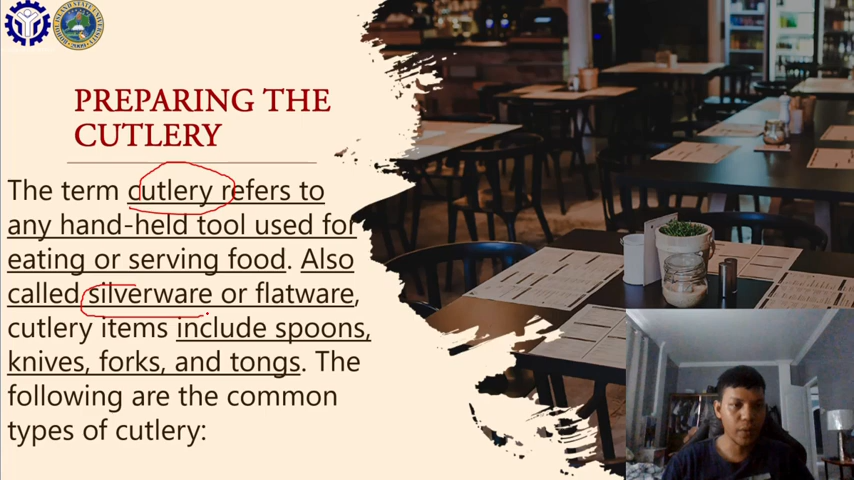 PREPARING THE
CUTLERY
The term cutlery refers to
any hand-held tool used for
eating or serving food. Also
called silverware or flatware,
cutlery items include spoons,
knives, forks, and tongs. The
following are the common
types of cutlery: